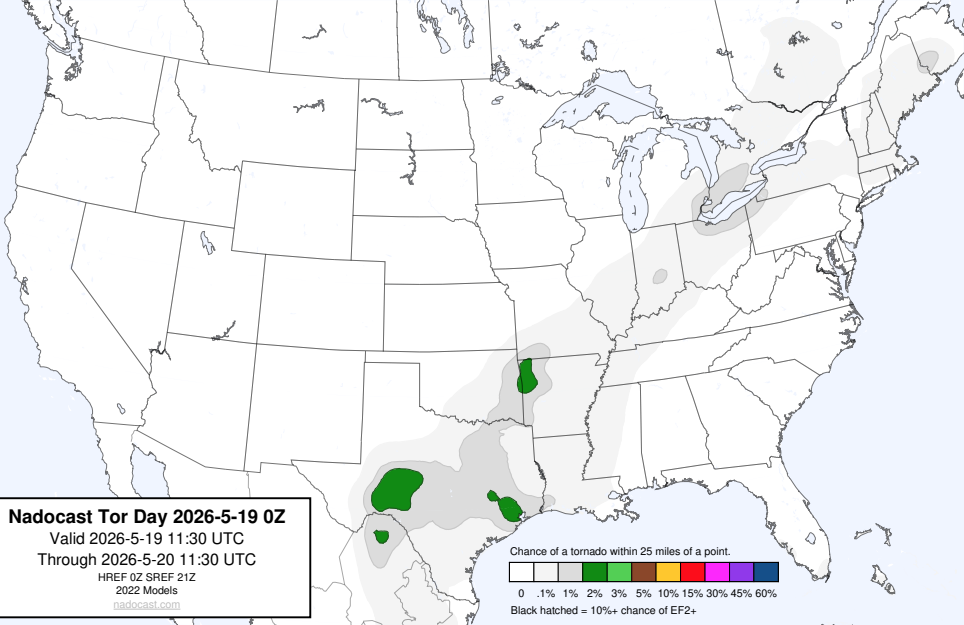 Nadocast Tor Day 2026-5-19 0Z
Valid 2026-5-19 11:30 UTC
Through 2026-5-20 11:30 UTC
HREF 0Z SREF 21Z
2022 Models
nadocast.com
Chance of a tornado within 25 miles of a point.
0 .1% 1% 2% 3% 5% 10% 15% 30% 45% 60%
Black hatched = 10%+ chance of EF2+